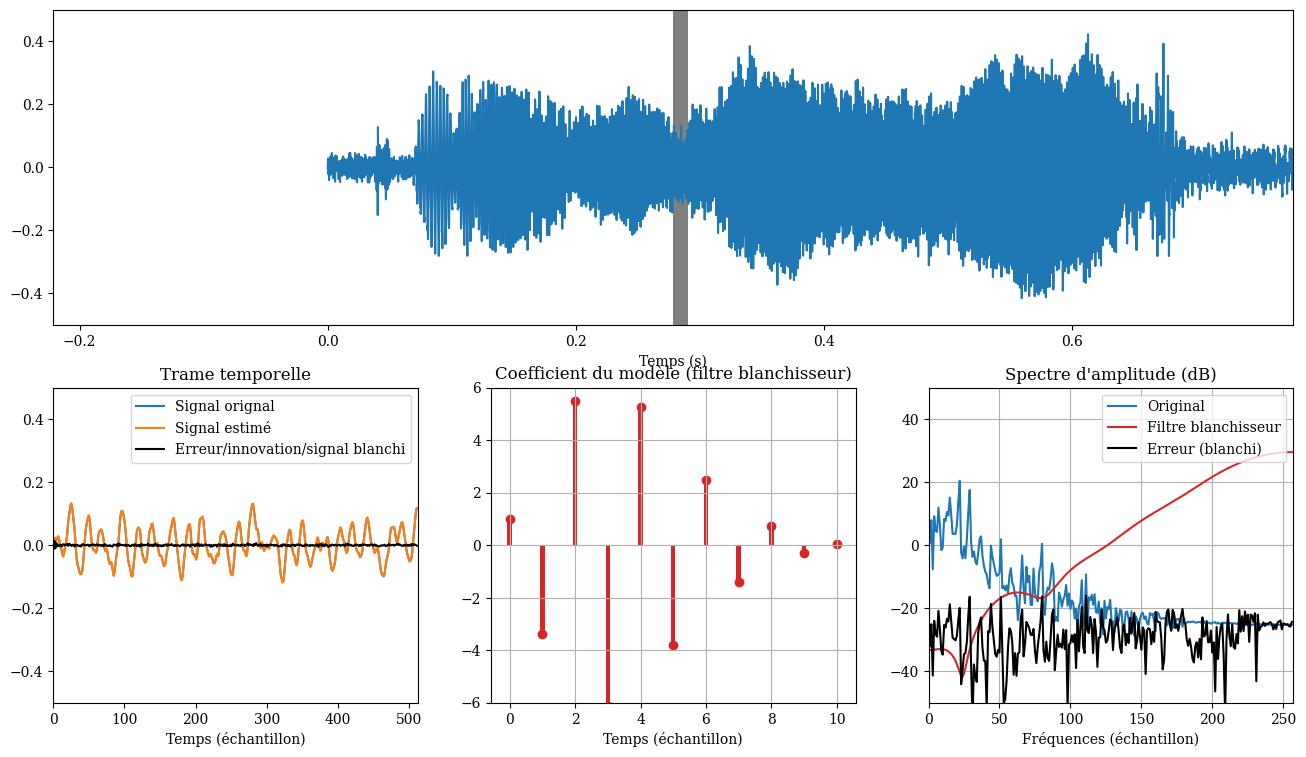 0.4
0.2
0.0
−0.2
−0.4
−0.2 0.0 0.2 0.4 0.6
Temps (s)
Trame temporelle
0.4
0.2
0.0
−0.2
−0.4
Signal orignal
Signal estimé
Erreur/innovation/signal blanchi
0 100 200 300 400 500
Temps (échantillon)
Coefficient du modèle (filtre blanchisseur)
6
4
2
0
−2
−4
−6
0 2 4 6 8 10
Temps (échantillon)
Spectre d'amplitude (dB)
40
20
0
−20
−40
Original
Filtre blanchisseur
Erreur (blanchi)
0 50 100 150 200 250
Fréquences (échantillon)